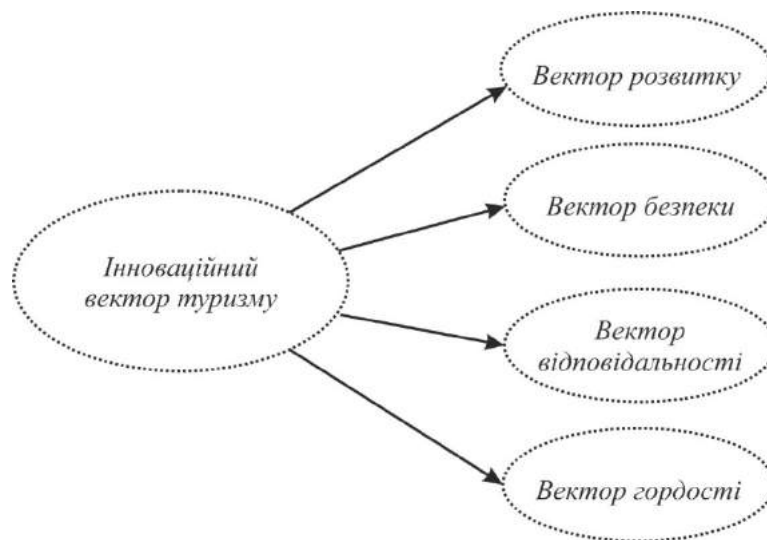 Вектор розвитку
Вектор безпеки
Інноваційний
вектор туризму
Вектор
відповідальності
Вектор гордості